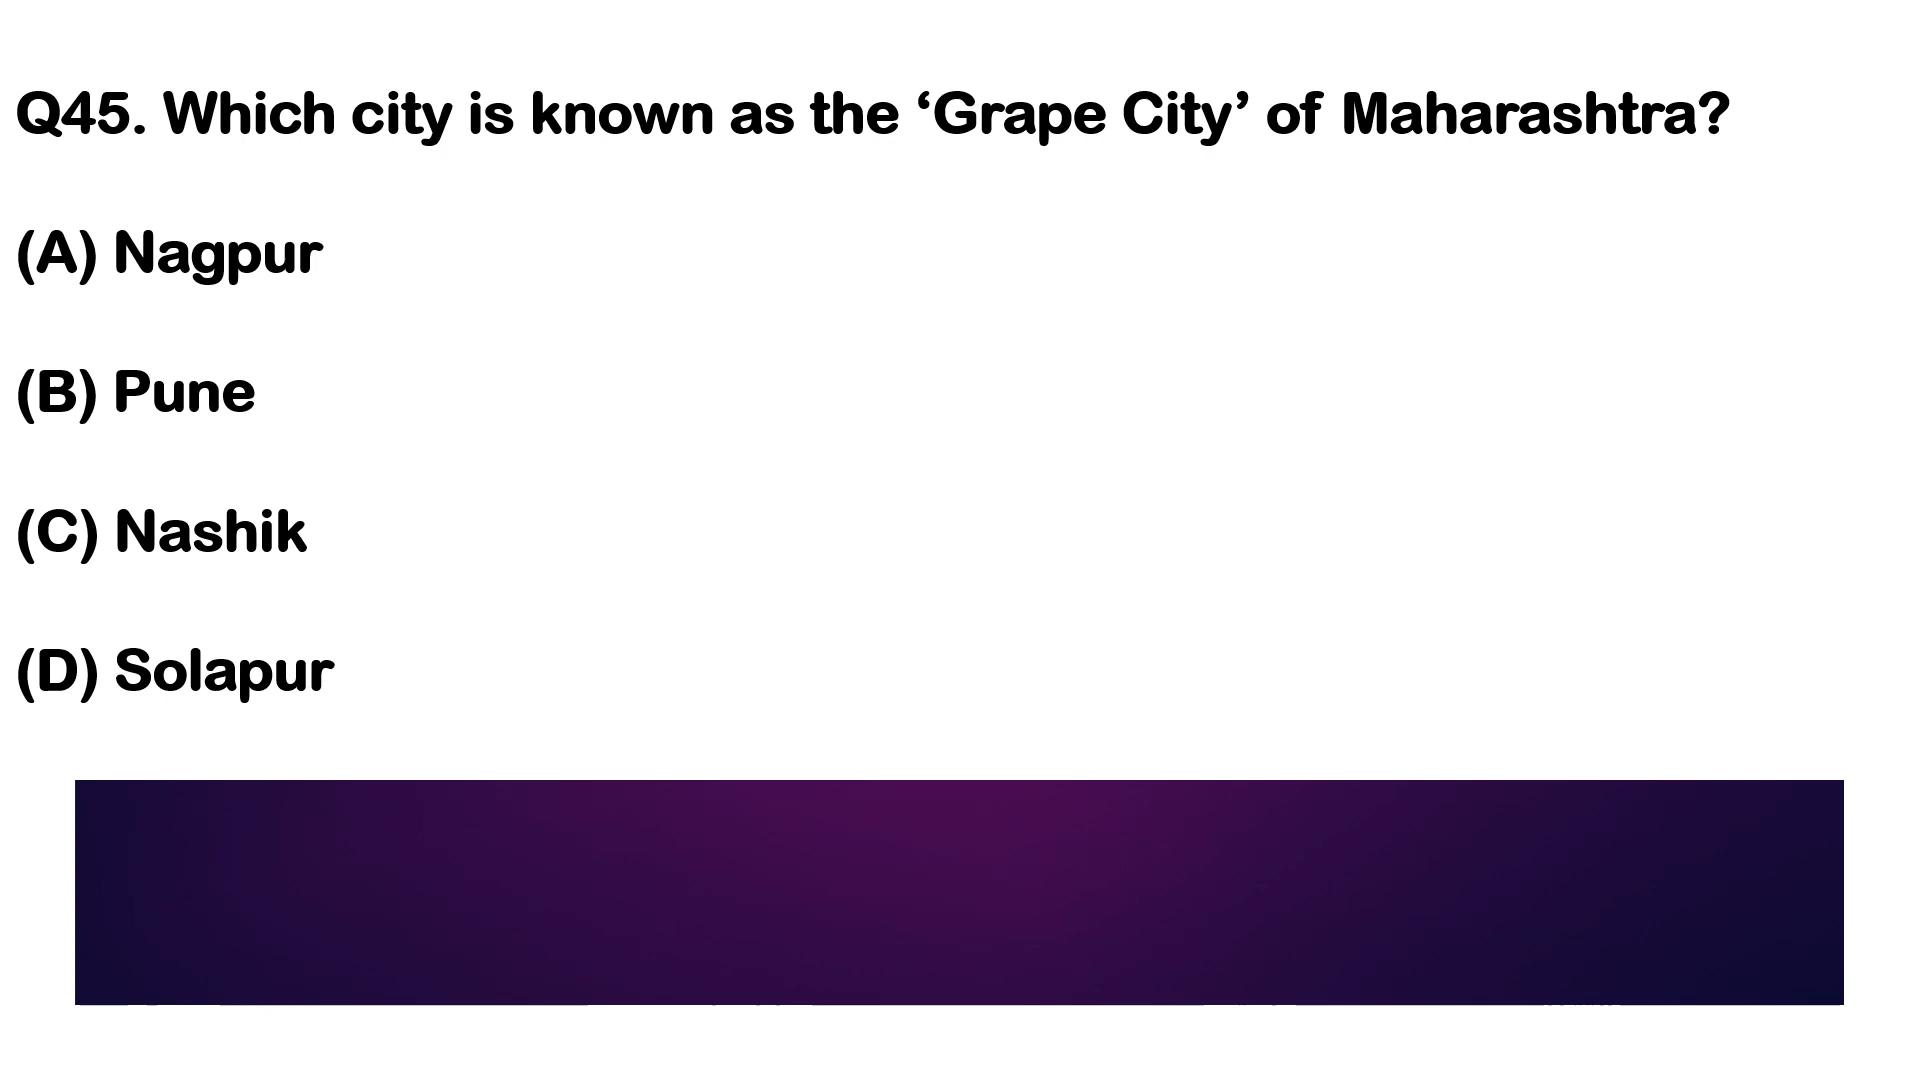 Q45. Which city is known as the ‘Grape City’ of Maharashtra?
(A) Nagpur
(B) Pune
(C) Nashik
(D) Solapur